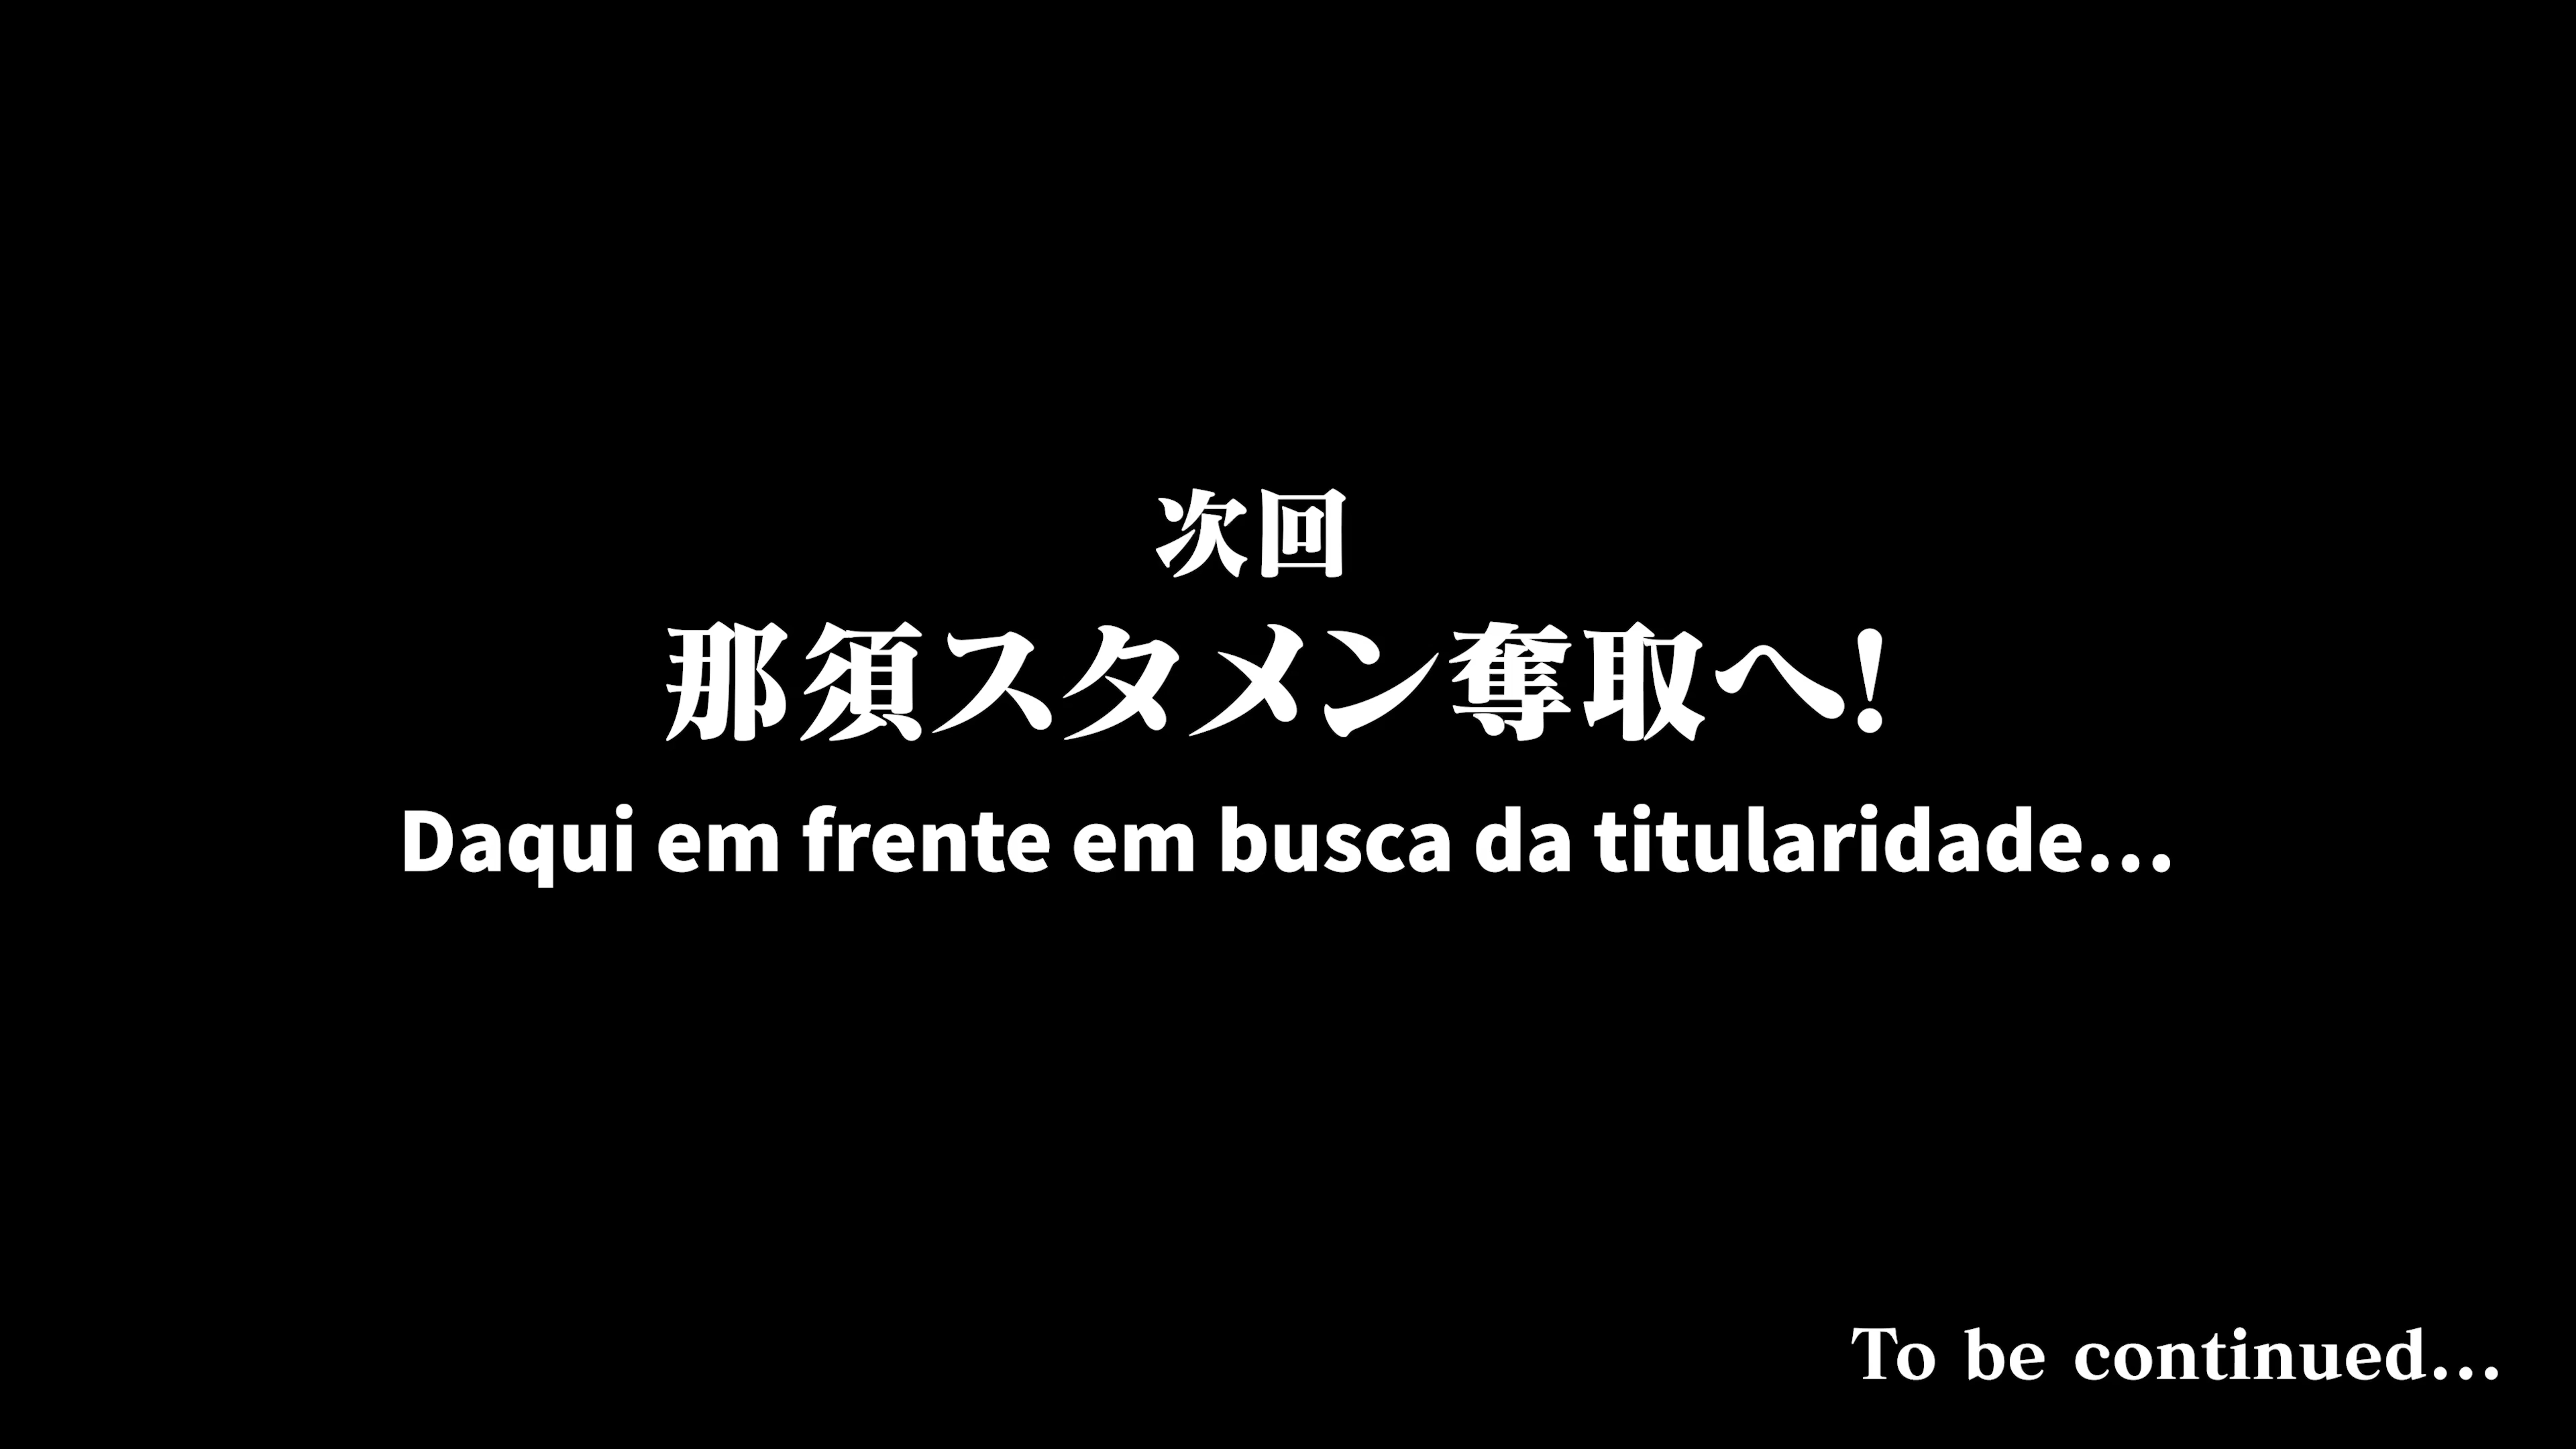 次回
那須スタメン奪取へ!
Daqui em frente em busca da titularidade...
To be continued...